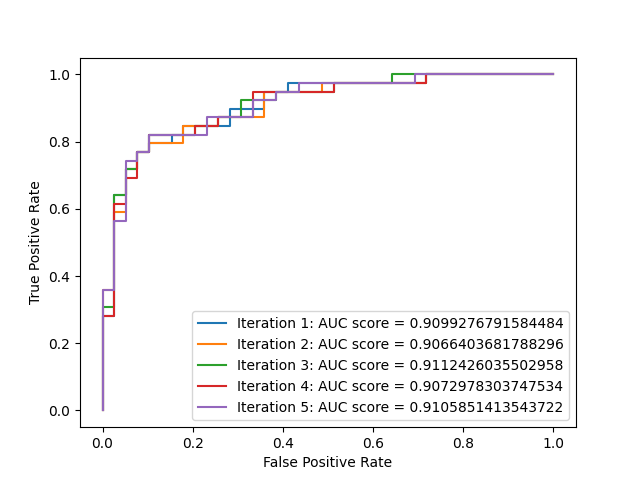 1.0
0.8
0.6
0.4
0.2
0.0
True Positive Rate
Iteration 1: AUC score = 0.9099276791584484
Iteration 2: AUC score = 0.9066403681788296
Iteration 3: AUC score = 0.9112426035502958
Iteration 4: AUC score = 0.9072978303747534
Iteration 5: AUC score = 0.9105851413543722
0.0 0.2 0.4 0.6 0.8 1.0
False Positive Rate